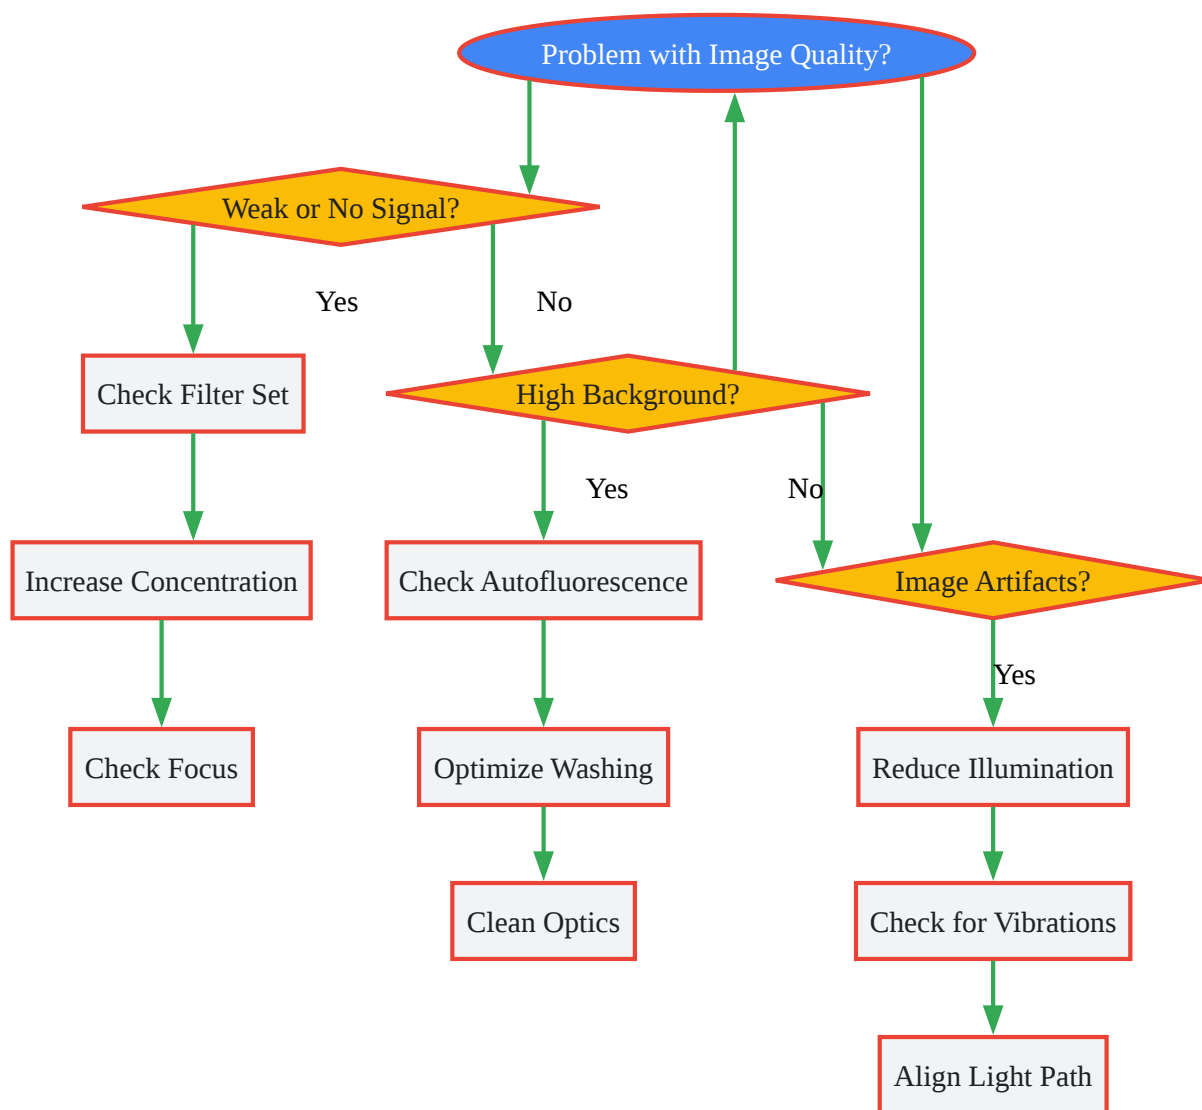 Problem with Image Quality?
Weak or No Signal?
Yes
No
Check Filter Set
High Background?
Yes
No
Increase Concentration
Check Autofluorescence
Image Artifacts?
Yes
Check Focus
Optimize Washing
Reduce Illumination
Clean Optics
Check for Vibrations
Align Light Path